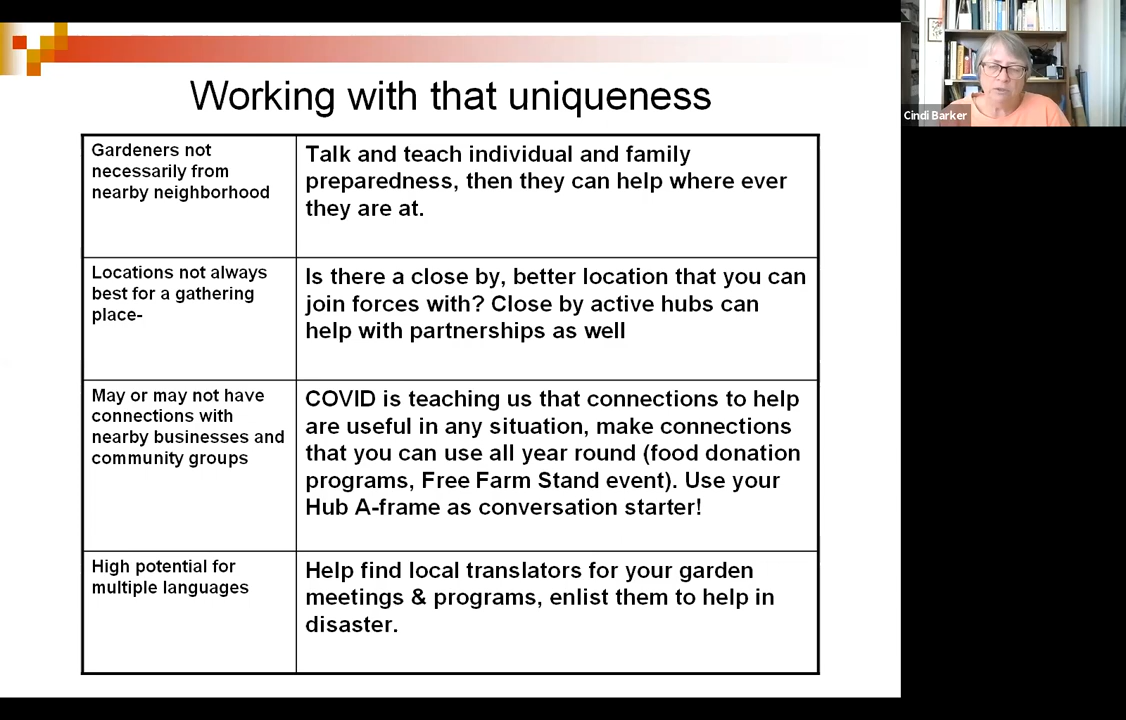 Working with that uniqueness
Gardeners not
necessarily from
nearby neighborhood
Talk and teach individual and family
preparedness, then they can help where ever
they are at.
Locations not always
best for a gathering
place-
Is there a close by, better location that you can
join forces with? Close by active hubs can
help with partnerships as well
May or may not have
connections with
nearby businesses and
community groups
COVID is teaching us that connections to help
are useful in any situation, make connections
that you can use all year round (food donation
programs, Free Farm Stand event). Use your
Hub A-frame as conversation starter!
High potential for
multiple languages
Help find local translators for your garden
meetings & programs, enlist them to help in
disaster.
Cindi Barker